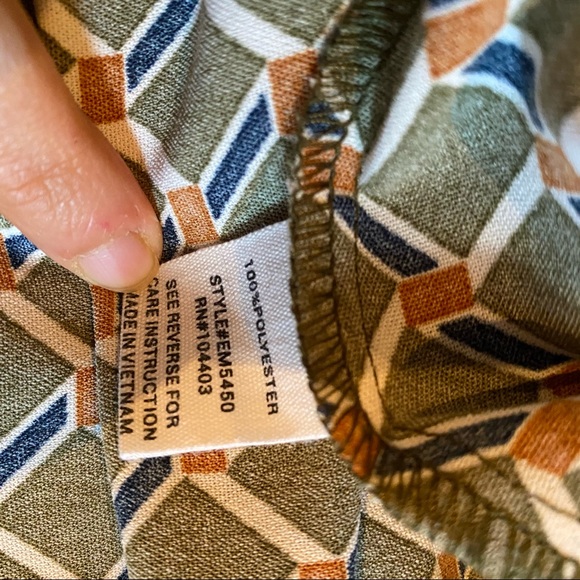 100%POLYESTER
STYLE#EM5450
RN#104403
SEE REVERSE FOR
CARE INSTRUCTION
MADE IN VIETNAM